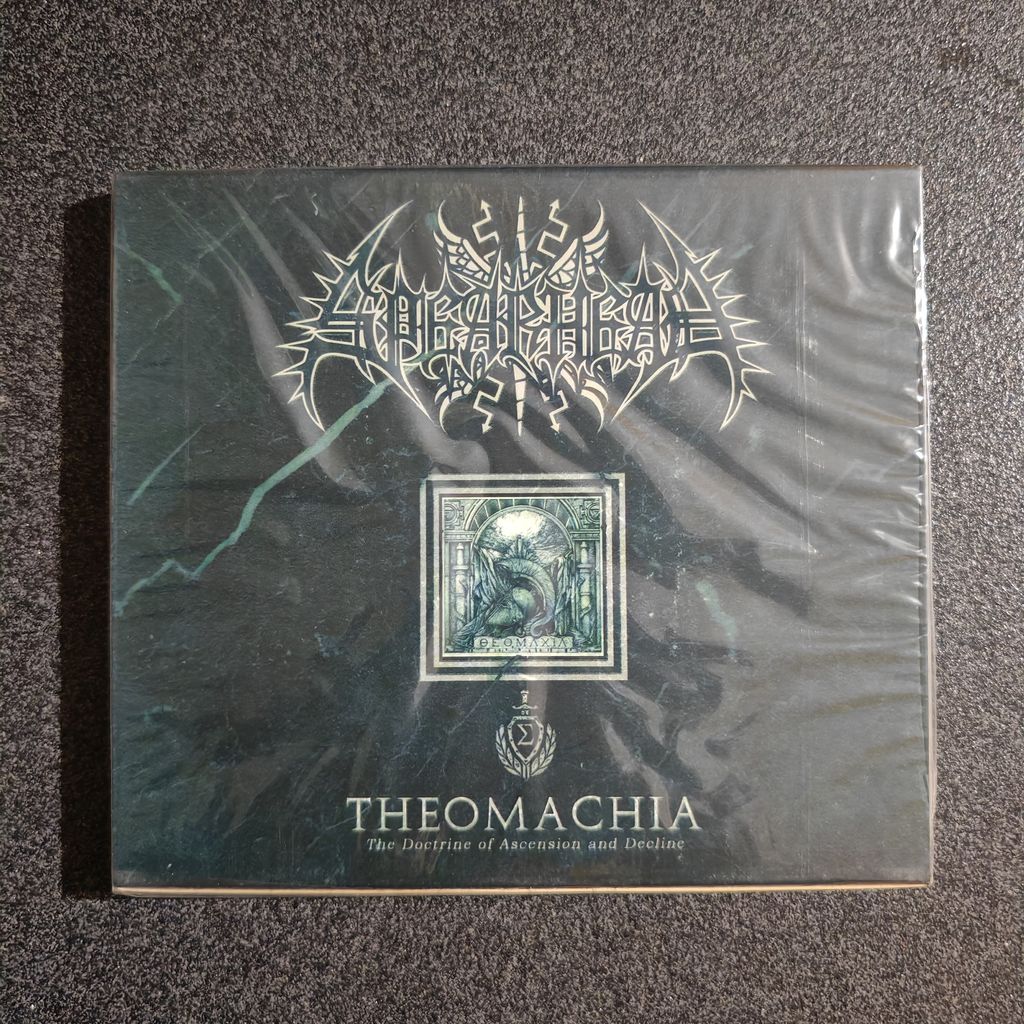 SPEARHEAD
ΘΕΟΜΑΧΙΑ
Σ
THEOMACHIA
The Doctrine of Ascension and Decline